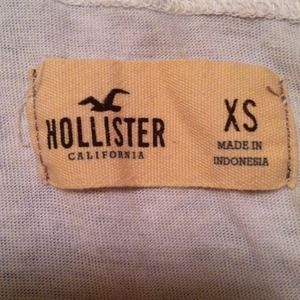 HOLLISTER
CALIFORNIA
XS
MADE IN
INDONESIA